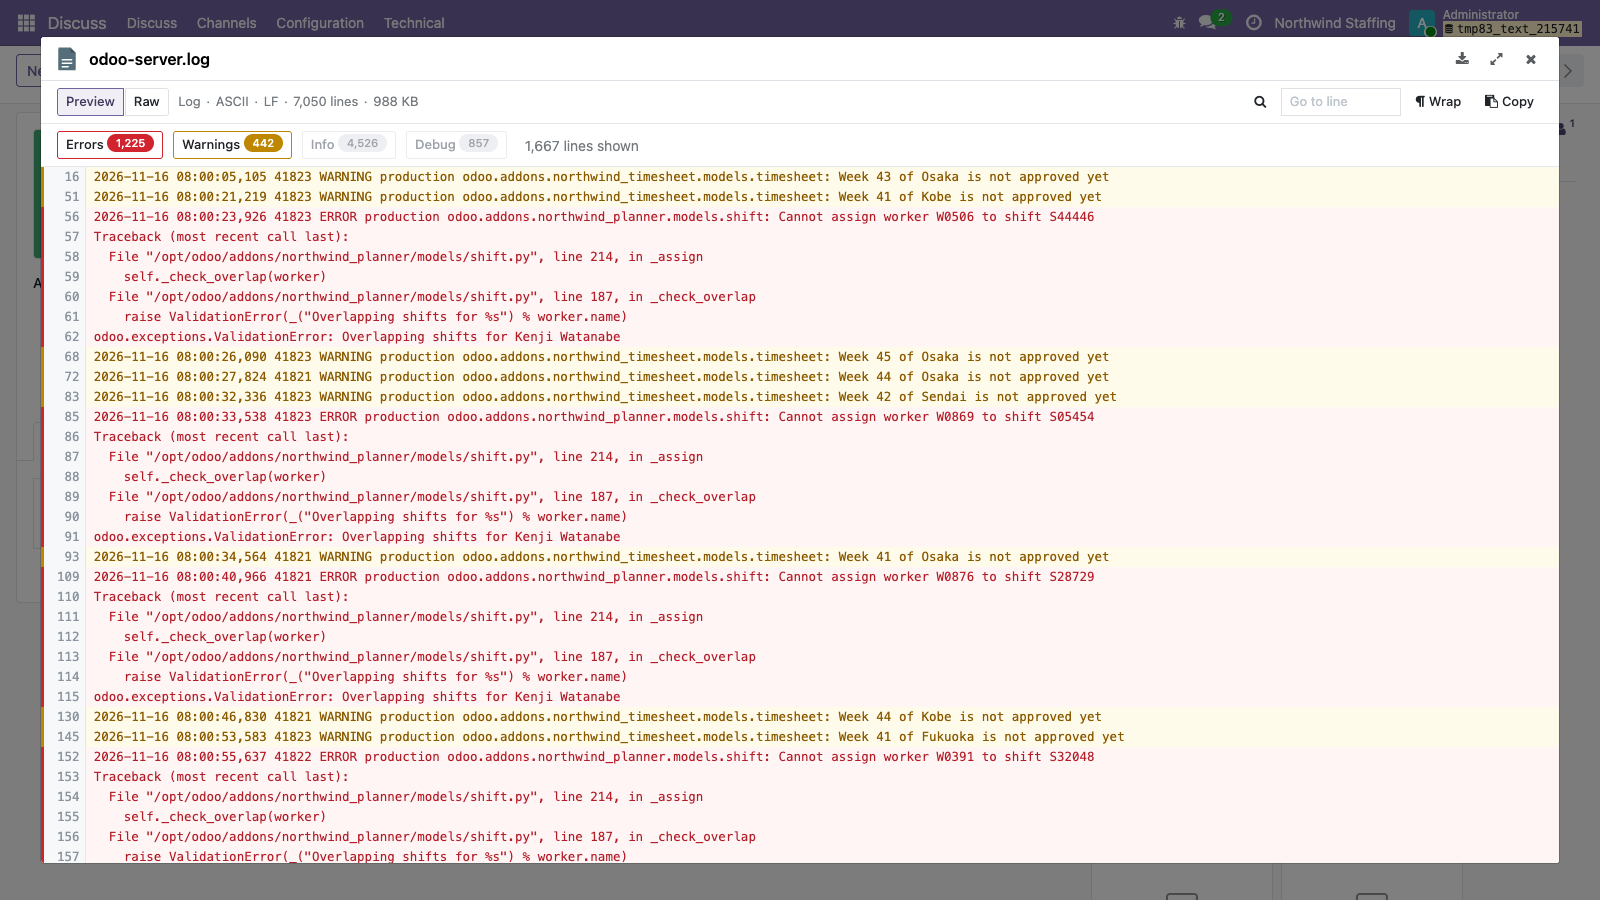 Discuss Discuss Channels Configuration Technical 2 Northwind Staffing A Administrator
tmp83_text_215741
odoo-server.log
Preview Raw Log · ASCII · LF · 7,050 lines · 988 KB Go to line ¶ Wrap Copy
Errors 1,225 Warnings 442 Info 4,526 Debug 857 1,667 lines shown
16 2026-11-16 08:00:05,105 41823 WARNING production odoo.addons.northwind_timesheet.models.timesheet: Week 43 of Osaka is not approved yet
51 2026-11-16 08:00:21,219 41823 WARNING production odoo.addons.northwind_timesheet.models.timesheet: Week 41 of Kobe is not approved yet
56 2026-11-16 08:00:23,926 41823 ERROR production odoo.addons.northwind_planner.models.shift: Cannot assign worker W0506 to shift S44446
57 Traceback (most recent call last):
58 File "/opt/odoo/addons/northwind_planner/models/shift.py", line 214, in _assign
59 self._check_overlap(worker)
60 File "/opt/odoo/addons/northwind_planner/models/shift.py", line 187, in _check_overlap
61 raise ValidationError(_("Overlapping shifts for %s") % worker.name)
62 odoo.exceptions.ValidationError: Overlapping shifts for Kenji Watanabe
68 2026-11-16 08:00:26,090 41823 WARNING production odoo.addons.northwind_timesheet.models.timesheet: Week 45 of Osaka is not approved yet
72 2026-11-16 08:00:27,824 41821 WARNING production odoo.addons.northwind_timesheet.models.timesheet: Week 44 of Osaka is not approved yet
83 2026-11-16 08:00:32,336 41823 WARNING production odoo.addons.northwind_timesheet.models.timesheet: Week 42 of Sendai is not approved yet
85 2026-11-16 08:00:33,538 41823 ERROR production odoo.addons.northwind_planner.models.shift: Cannot assign worker W0869 to shift S05454
86 Traceback (most recent call last):
87 File "/opt/odoo/addons/northwind_planner/models/shift.py", line 214, in _assign
88 self._check_overlap(worker)
89 File "/opt/odoo/addons/northwind_planner/models/shift.py", line 187, in _check_overlap
90 raise ValidationError(_("Overlapping shifts for %s") % worker.name)
91 odoo.exceptions.ValidationError: Overlapping shifts for Kenji Watanabe
93 2026-11-16 08:00:34,564 41821 WARNING production odoo.addons.northwind_timesheet.models.timesheet: Week 41 of Osaka is not approved yet
109 2026-11-16 08:00:40,966 41821 ERROR production odoo.addons.northwind_planner.models.shift: Cannot assign worker W0876 to shift S28729
110 Traceback (most recent call last):
111 File "/opt/odoo/addons/northwind_planner/models/shift.py", line 214, in _assign
112 self._check_overlap(worker)
113 File "/opt/odoo/addons/northwind_planner/models/shift.py", line 187, in _check_overlap
114 raise ValidationError(_("Overlapping shifts for %s") % worker.name)
115 odoo.exceptions.ValidationError: Overlapping shifts for Kenji Watanabe
130 2026-11-16 08:00:46,830 41821 WARNING production odoo.addons.northwind_timesheet.models.timesheet: Week 44 of Kobe is not approved yet
145 2026-11-16 08:00:53,583 41823 WARNING production odoo.addons.northwind_timesheet.models.timesheet: Week 41 of Fukuoka is not approved yet
152 2026-11-16 08:00:55,637 41822 ERROR production odoo.addons.northwind_planner.models.shift: Cannot assign worker W0391 to shift S32048
153 Traceback (most recent call last):
154 File "/opt/odoo/addons/northwind_planner/models/shift.py", line 214, in _assign
155 self._check_overlap(worker)
156 File "/opt/odoo/addons/northwind_planner/models/shift.py", line 187, in _check_overlap
157 raise ValidationError(_("Overlapping shifts for %s") % worker.name)